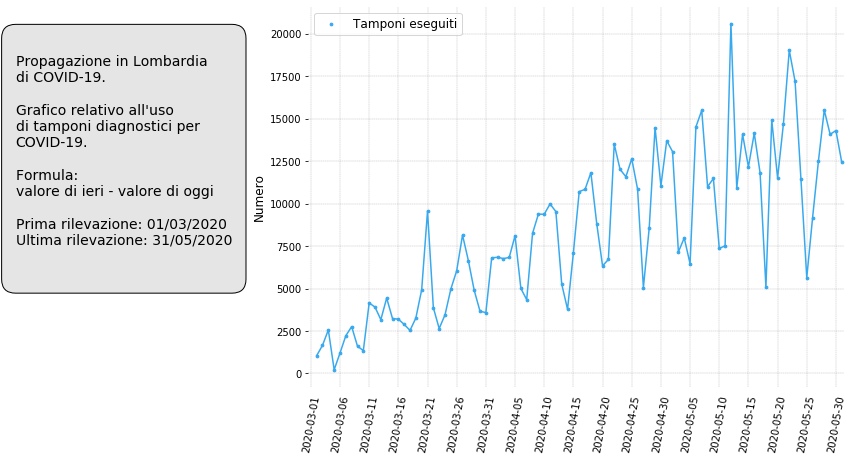 Propagazione in Lombardia
di COVID-19.
Grafico relativo all'uso
di tamponi diagnostici per
COVID-19.
Formula:
valore di ieri - valore di oggi
Prima rilevazione: 01/03/2020
Ultima rilevazione: 31/05/2020
Tamponi eseguiti
Numero
20000
17500
15000
12500
10000
7500
5000
2500
0
2020-03-01
2020-03-06
2020-03-11
2020-03-16
2020-03-21
2020-03-26
2020-03-31
2020-04-05
2020-04-10
2020-04-15
2020-04-20
2020-04-25
2020-04-30
2020-05-05
2020-05-10
2020-05-15
2020-05-20
2020-05-25
2020-05-30